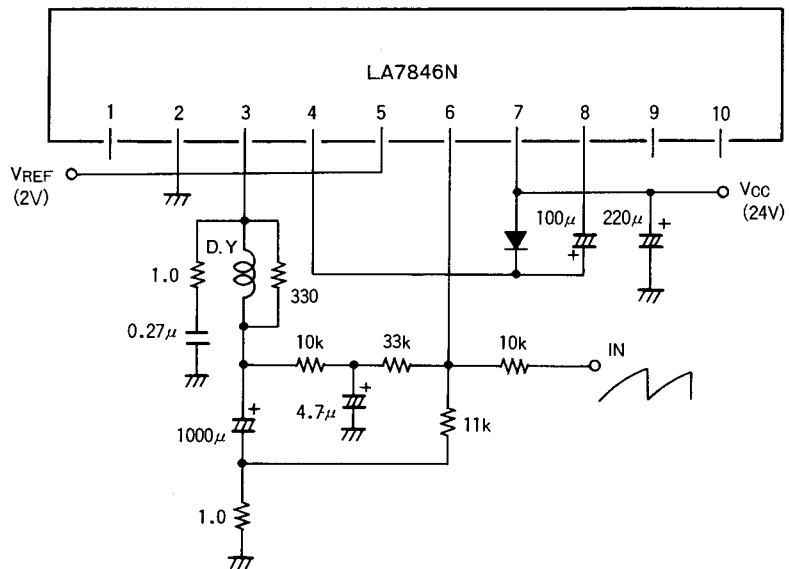 LA7846N
1 2 3 4 5 6 7 8 9 10
VREF
(2V)
VCC
(24V)
100μ
220μ
+
+
D.Y
1.0
330
0.27μ
10k
33k
10k
IN
+
4.7μ
+
1000μ
11k
1.0